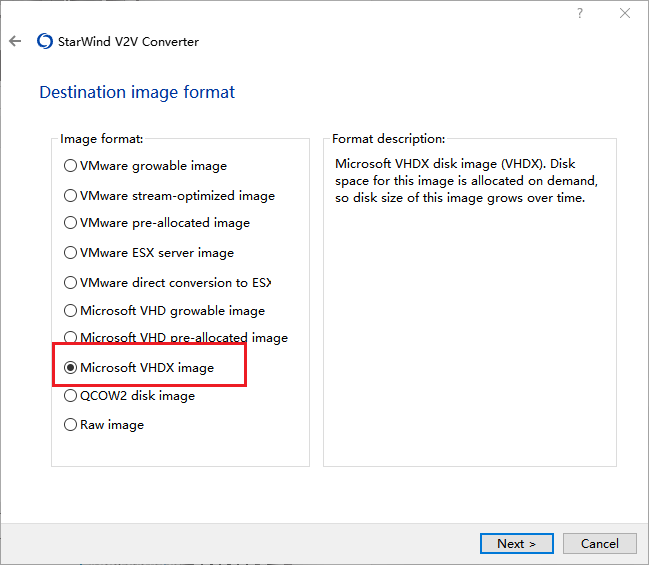 ?
StarWind V2V Converter
Destination image format
Image format:
VMware growable image
VMware stream-optimized image
VMware pre-allocated image
VMware ESX server image
VMware direct conversion to ESX
Microsoft VHD growable image
Microsoft VHD pre-allocated image
Microsoft VHDX image
QCOW2 disk image
Raw image
Format description:
Microsoft VHDX disk image (VHDX). Disk
space for this image is allocated on demand,
so disk size of this image grows over time.
Next >
Cancel